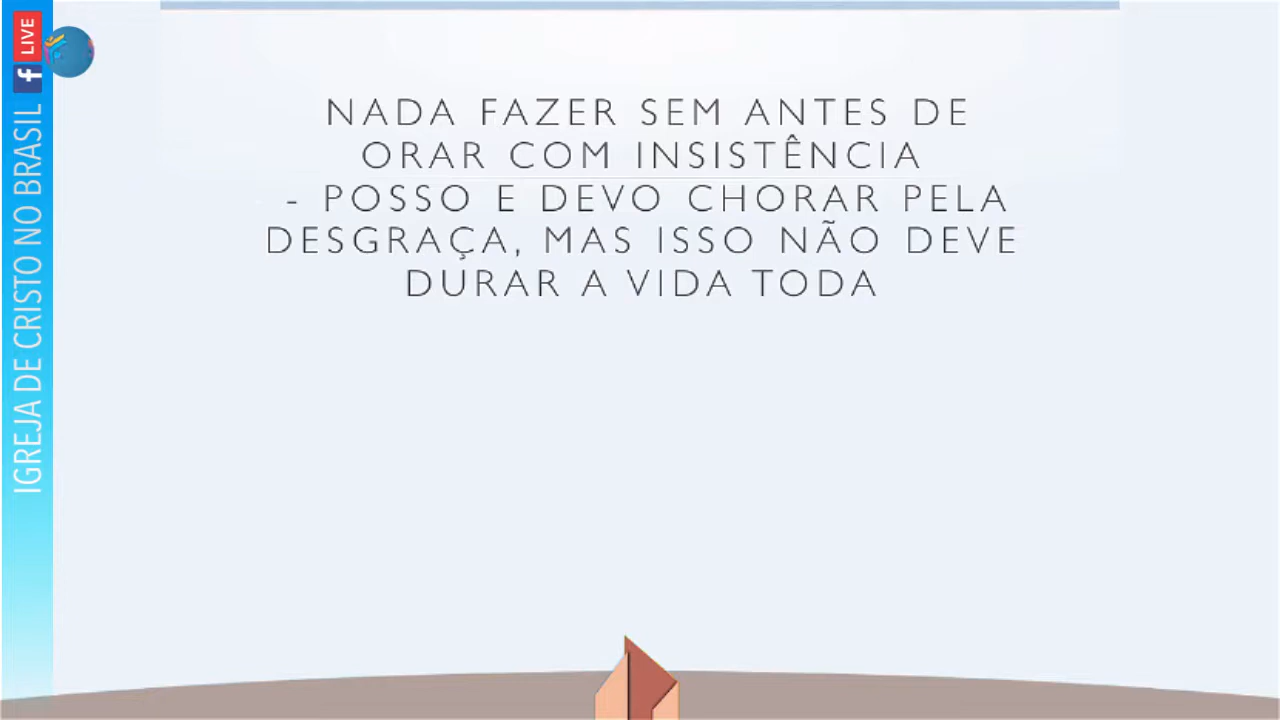 NADA FAZER SEM ANTES DE
ORAR COM INSISTÊNCIA
- POSSO E DEVO CHORAR PELA
DESGRAÇA, MAS ISSO NÃO DEVE
DURAR A VIDA TODA
IGREJA DE CRISTO NO BRASIL f LIVE